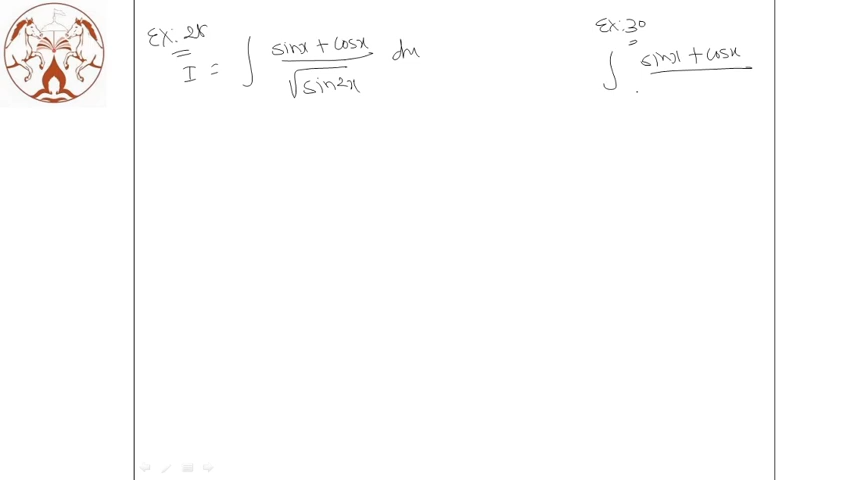 Ex: 28
I = ∫ (sinx + cosx)/√(sin2x) dx
Ex: 30
∫ (sinx + cosx)/